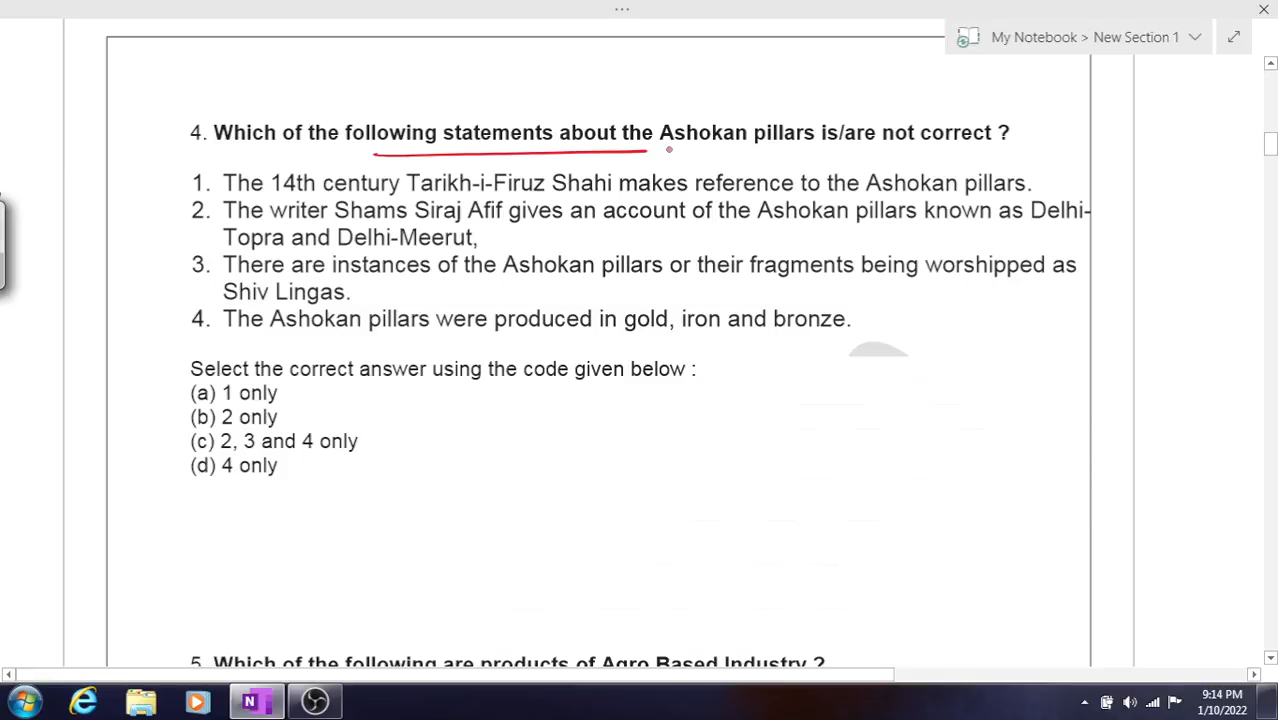 My Notebook > New Section 1
4. Which of the following statements about the Ashokan pillars is/are not correct ?
1. The 14th century Tarikh-i-Firuz Shahi makes reference to the Ashokan pillars.
2. The writer Shams Siraj Afif gives an account of the Ashokan pillars known as Delhi-
Topra and Delhi-Meerut,
3. There are instances of the Ashokan pillars or their fragments being worshipped as
Shiv Lingas.
4. The Ashokan pillars were produced in gold, iron and bronze.
Select the correct answer using the code given below :
(a) 1 only
(b) 2 only
(c) 2, 3 and 4 only
(d) 4 only
5. Which of the following are products of Agro Based Industry ?
N
9:14 PM
1/10/2022